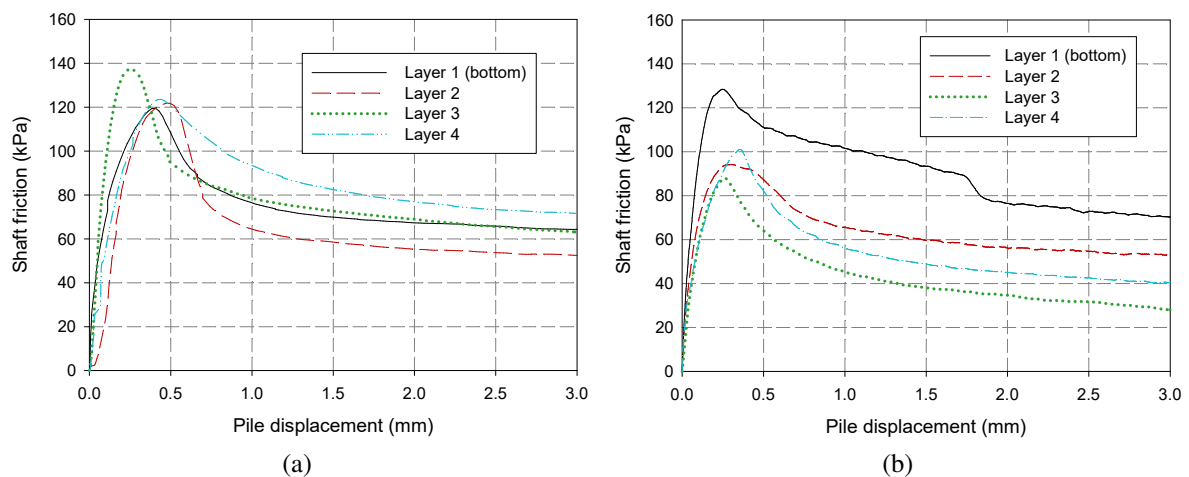 160
140
120
100
80
60
40
20
0
Shaft friction (kPa)
0.0 0.5 1.0 1.5 2.0 2.5 3.0
Pile displacement (mm)
Layer 1 (bottom)
Layer 2
Layer 3
Layer 4
(a)
160
140
120
100
80
60
40
20
0
Shaft friction (kPa)
0.0 0.5 1.0 1.5 2.0 2.5 3.0
Pile displacement (mm)
Layer 1 (bottom)
Layer 2
Layer 3
Layer 4
(b)